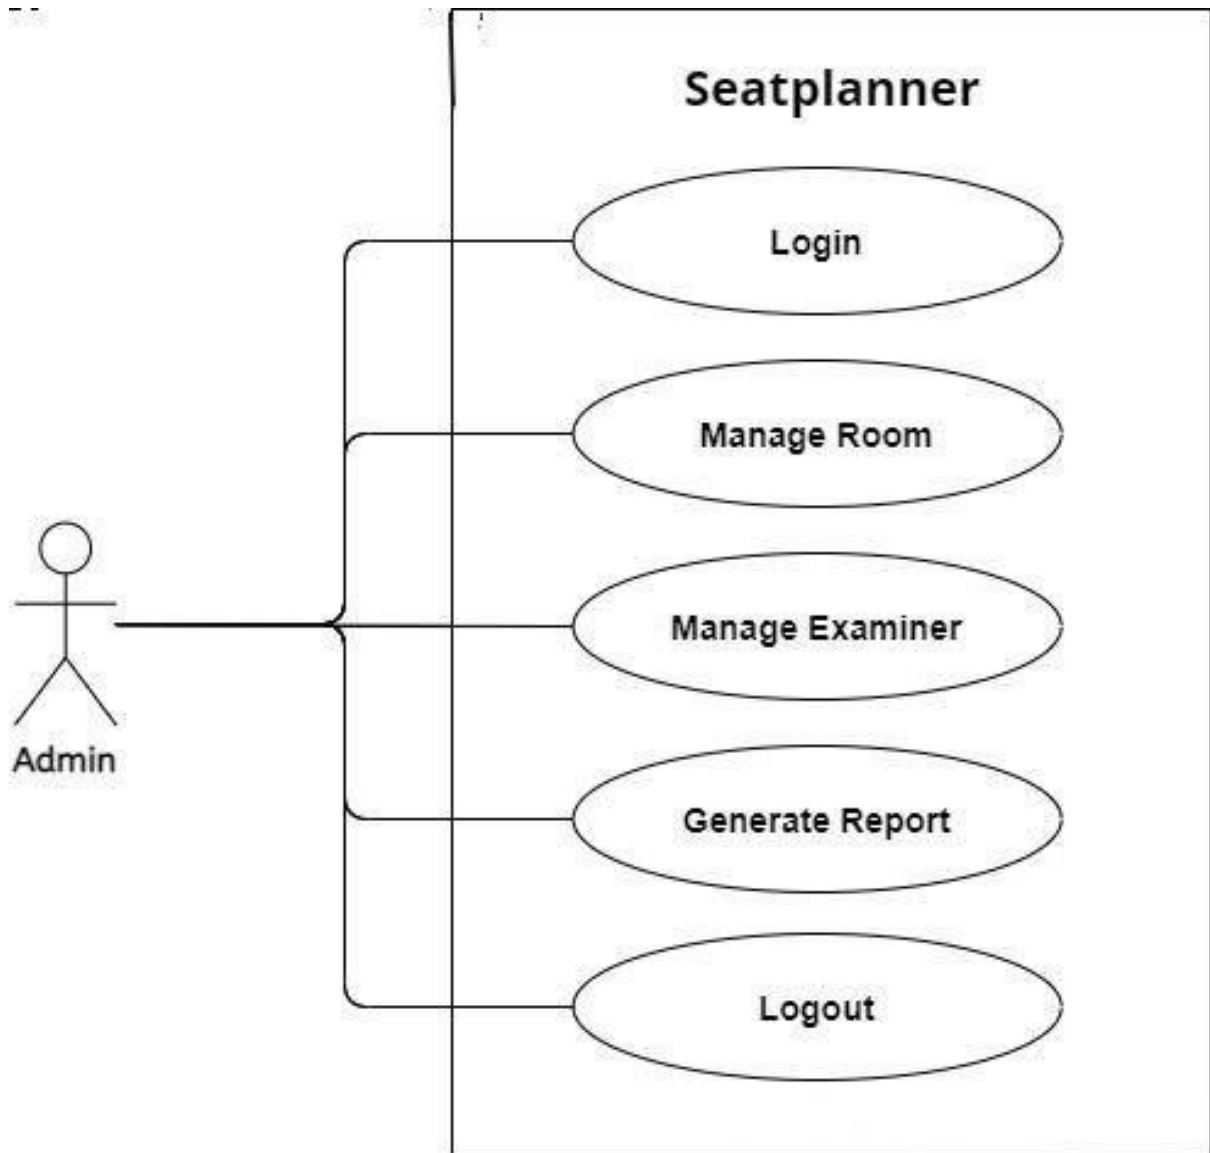 Seatplanner
Login
Manage Room
Manage Examiner
Generate Report
Logout
Admin